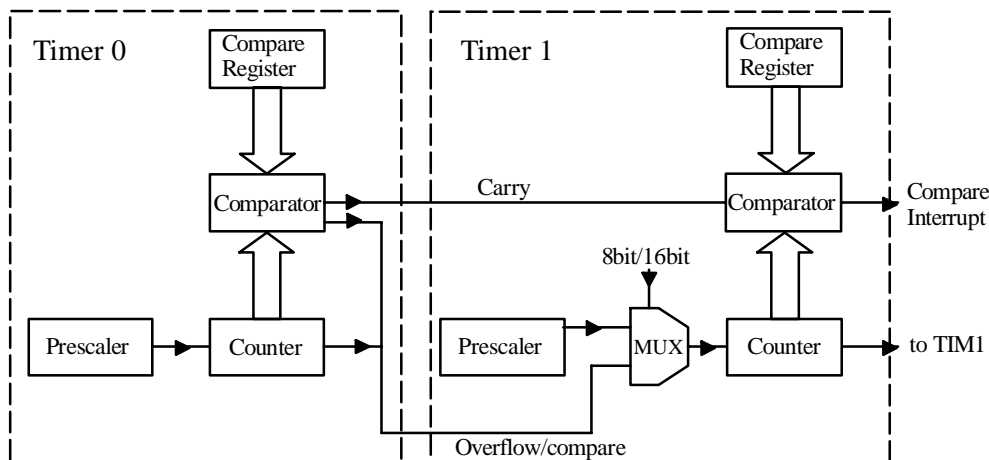 Timer 0
Compare
Register
Comparator
Prescaler
Counter
Timer 1
Compare
Register
Carry
Comparator
Compare
Interrupt
8bit/16bit
Prescaler
MUX
Counter
to TIM1
Overflow/compare